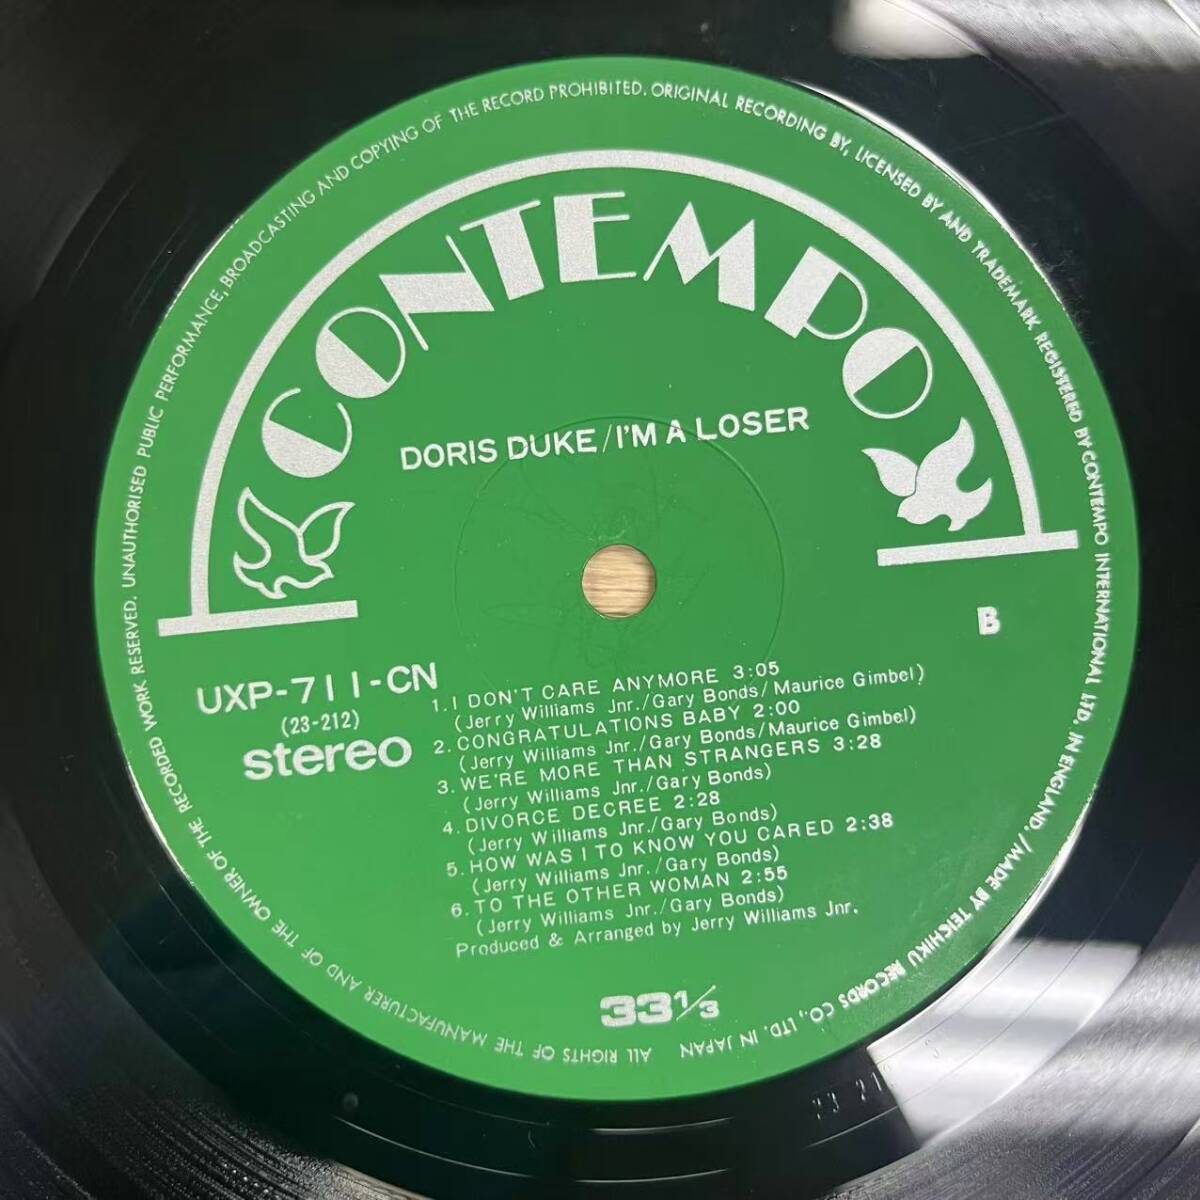 CONTEMPO
DORIS DUKE/I'M A LOSER
B
UXP-711-CN
(23-212)
stereo
1. I DON'T CARE ANYMORE 3:05
(Jerry Williams Jnr./Gary Bonds/Maurice Gimbel)
2. CONGRATULATIONS BABY 2:00
(Jerry Williams Jnr./Gary Bonds/Maurice Gimbel)
3. WE'RE MORE THAN STRANGERS 3:28
(Jerry Williams Jnr./Gary Bonds)
4. DIVORCE DECREE 2:28
(Jerry Williams Jnr./Gary Bonds)
5. HOW WAS I TO KNOW YOU CARED 2:38
(Jerry Williams Jnr./Gary Bonds)
6. TO THE OTHER WOMAN 2:55
(Jerry Williams Jnr./Gary Bonds)
Produced & Arranged by Jerry Williams Jnr.
33 1/3
ALL RIGHTS OF THE MANUFACTURER AND OF THE OWNER OF THE RECORDED WORK RESERVED. UNAUTHORISED PUBLIC PERFORMANCE, BROADCASTING AND COPYING OF THE RECORD PROHIBITED. ORIGINAL RECORDING BY, LICENSED BY AND TRADEMARK REGISTERED BY CONTEMPO INTERNATIONAL LTD. IN ENGLAND. / MADE BY TEICHIKU RECORDS CO., LTD. IN JAPAN